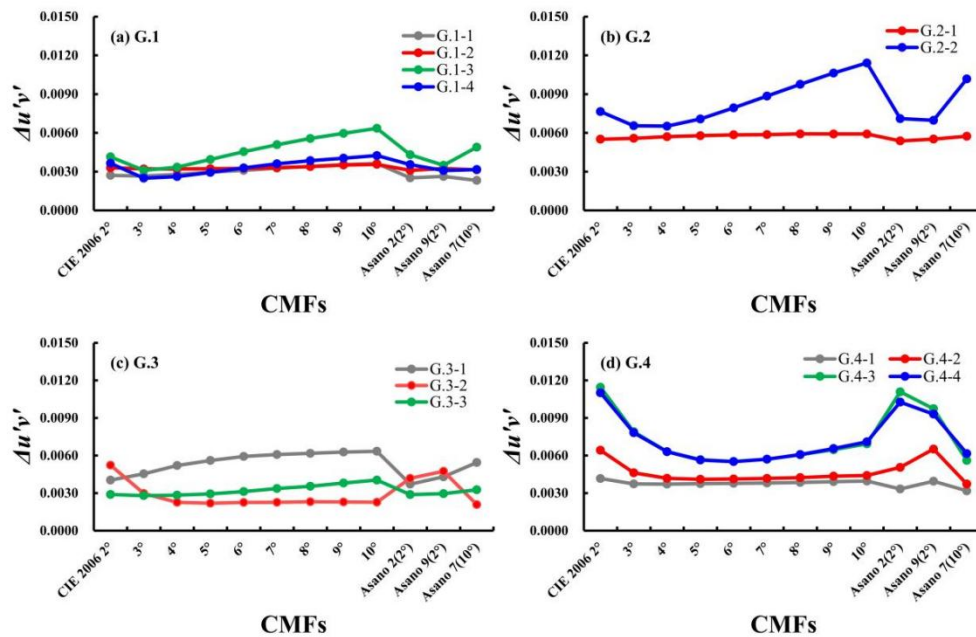 (a) G.1
G.1-1
G.1-2
G.1-3
G.1-4
0.0150
0.0120
0.0090
0.0060
0.0030
0.0000
Δu'v'
CIE 2006 2°
3°
4°
5°
6°
7°
8°
9°
10°
Asano 2(2°)
Asano 9(2°)
Asano 7(10°)
CMFs
(b) G.2
G.2-1
G.2-2
0.0150
0.0120
0.0090
0.0060
0.0030
0.0000
Δu'v'
CIE 2006 2°
3°
4°
5°
6°
7°
8°
9°
10°
Asano 2(2°)
Asano 9(2°)
Asano 7(10°)
CMFs
(c) G.3
G.3-1
G.3-2
G.3-3
0.0150
0.0120
0.0090
0.0060
0.0030
0.0000
Δu'v'
CIE 2006 2°
3°
4°
5°
6°
7°
8°
9°
10°
Asano 2(2°)
Asano 9(2°)
Asano 7(10°)
CMFs
(d) G.4
G.4-1
G.4-2
G.4-3
G.4-4
0.0150
0.0120
0.0090
0.0060
0.0030
0.0000
Δu'v'
CIE 2006 2°
3°
4°
5°
6°
7°
8°
9°
10°
Asano 2(2°)
Asano 9(2°)
Asano 7(10°)
CMFs